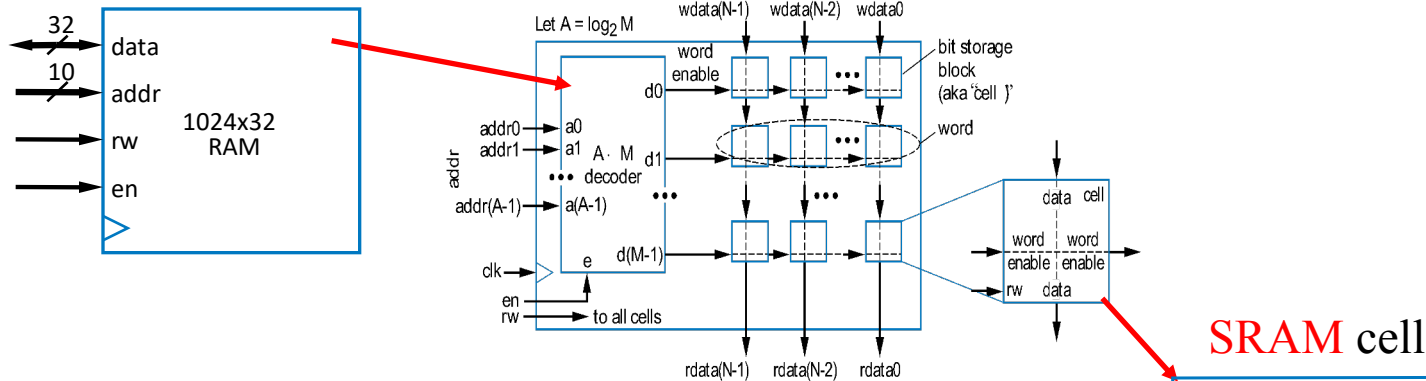 32
data
10
addr
rw
en
1024x32
RAM
Let A = log2 M
wdata(N-1) wdata(N-2) wdata0
word
enable
bit storage
block
(aka “cell )”
word
d0
addr
addr0
a0
addr1
a1
A · M
decoder
d1
addr(A-1)
a(A-1)
d(M-1)
clk
e
en
rw
to all cells
rdata(N-1) rdata(N-2) rdata0
data cell
word word
enable enable
rw data
SRAM cell